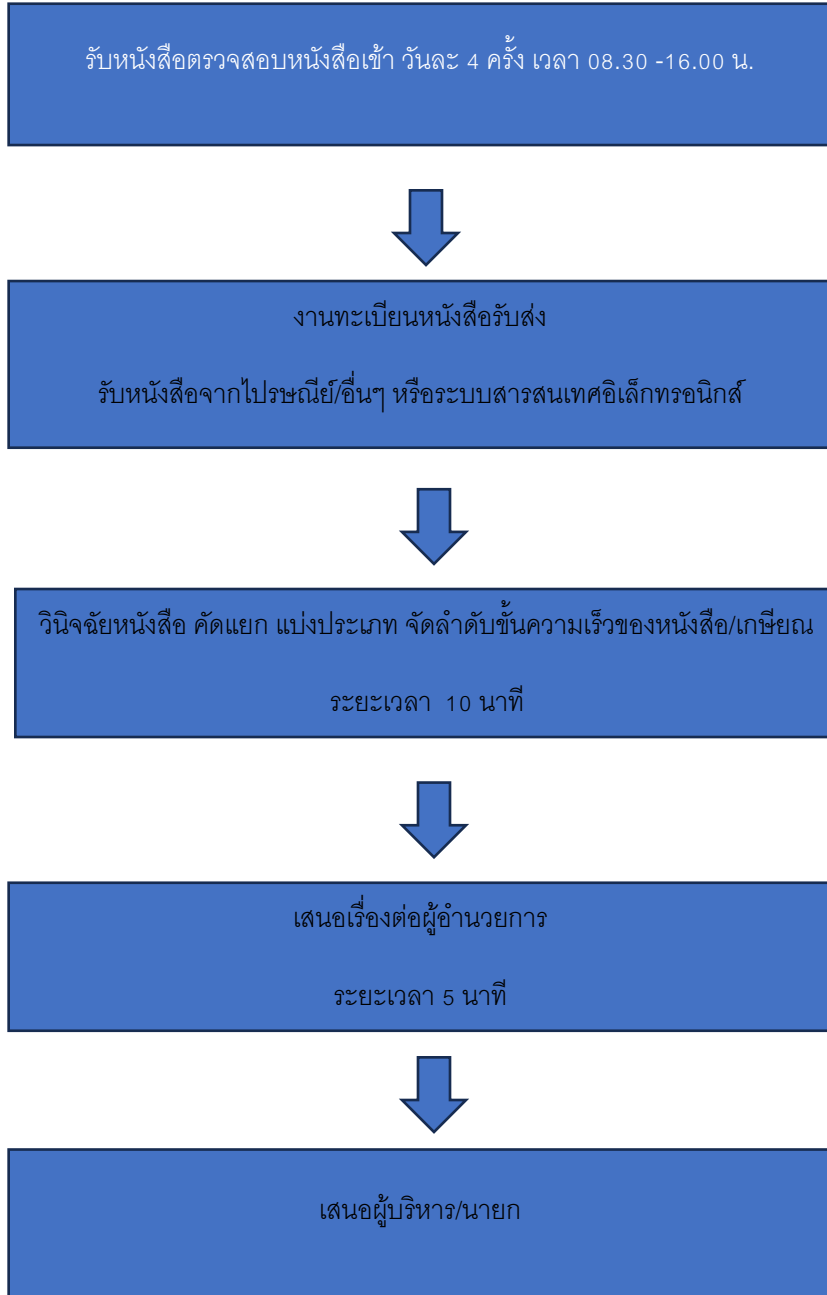 รับหนังสือตรวจสอบหนังสือเข้า วันละ 4 ครั้ง เวลา 08.30 -16.00 น.
งานทะเบียนหนังสือรับส่ง
รับหนังสือจากไปรษณีย์/อื่นๆ หรือระบบสารสนเทศอิเล็กทรอนิกส์
วินิจฉัยหนังสือ คัดแยก แบ่งประเภท จัดลำดับขั้นความเร็วของหนังสือ/เกษียณ
ระยะเวลา 10 นาที
เสนอเรื่องต่อผู้อำนวยการ
ระยะเวลา 5 นาที
เสนอผู้บริหาร/นายก